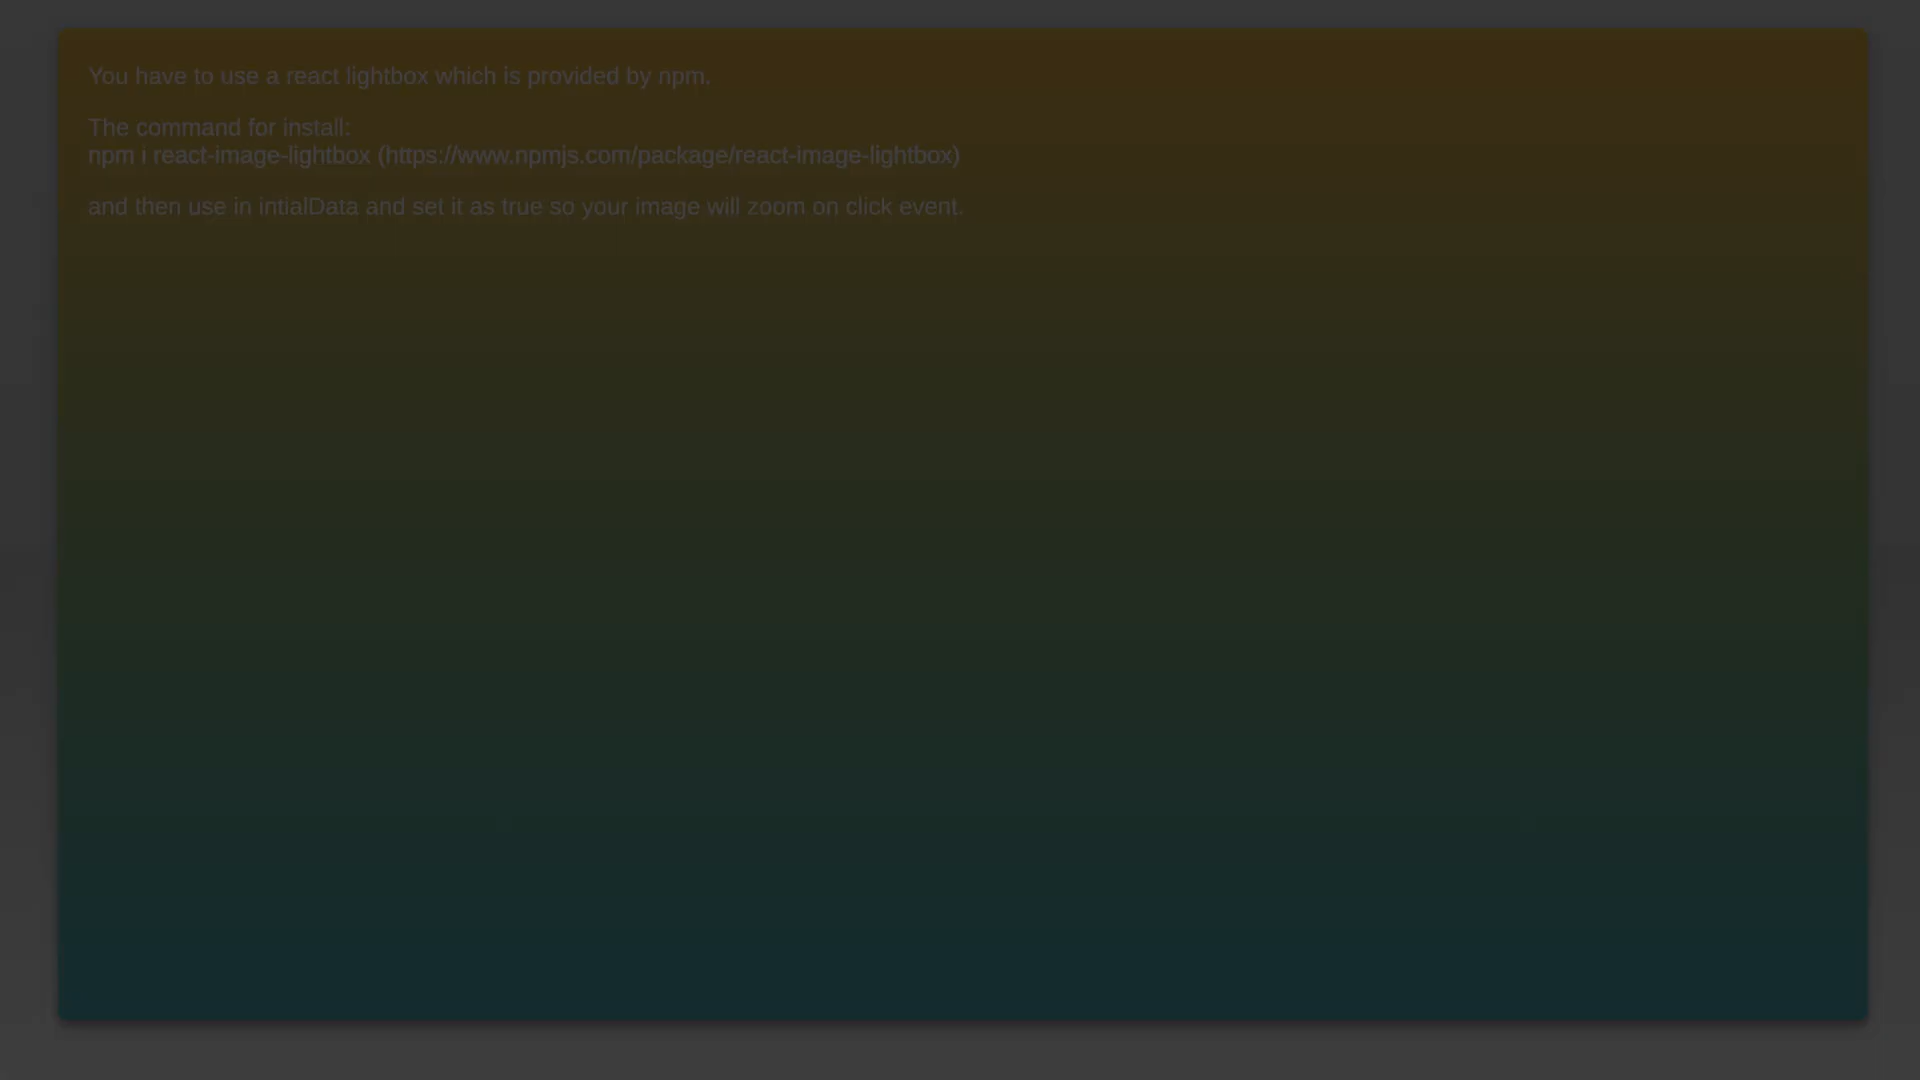 You have to use a react lightbox which is provided by npm.
The command for install:
npm i react-image-lightbox (https://www.npmjs.com/package/react-image-lightbox)
and then use in intialData and set it as true so your image will zoom on click event.